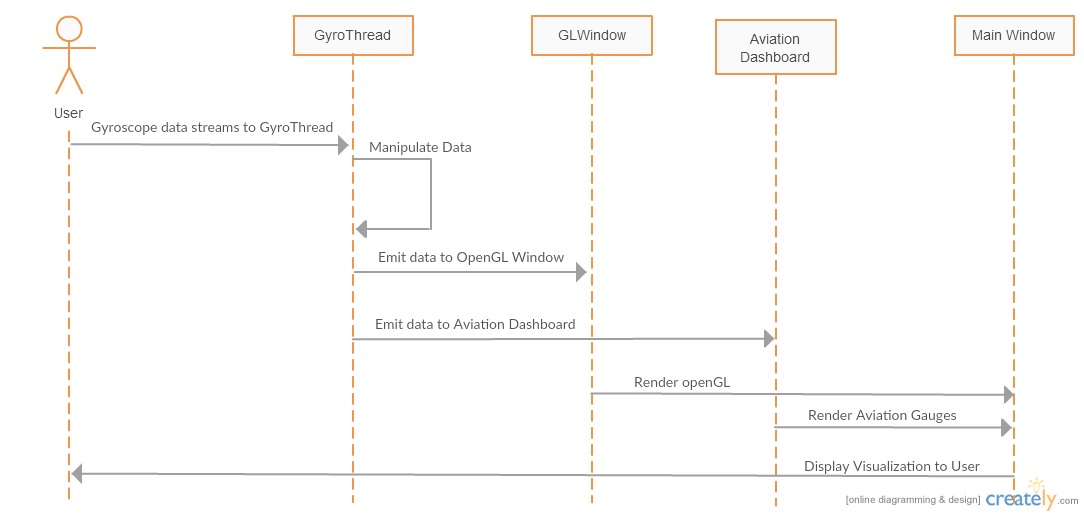 GyroThread
GLWindow
Aviation
Dashboard
Main Window
User
Gyroscope data streams to GyroThread
Manipulate Data
Emit data to OpenGL Window
Emit data to Aviation Dashboard
Render openGL
Render Aviation Gauges
Display Visualization to User
[online diagramming & design] creately.com